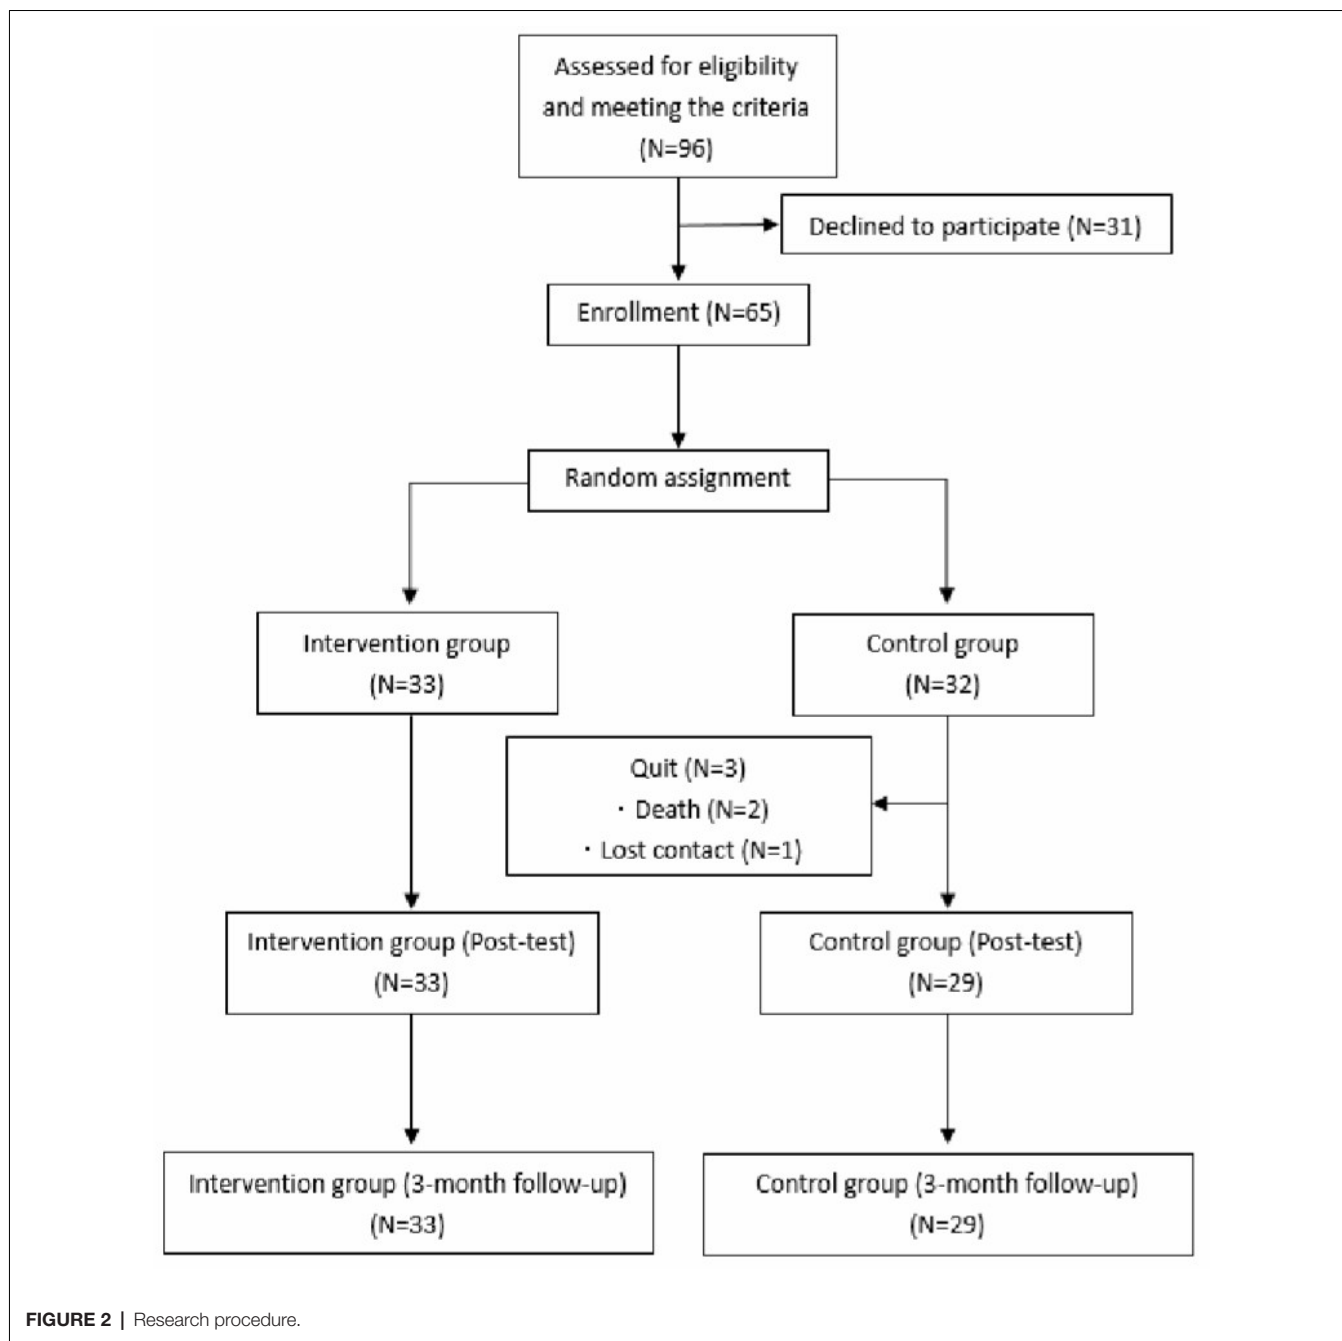 Assessed for eligibility
and meeting the criteria
(N=96)
Declined to participate (N=31)
Enrollment (N=65)
Random assignment
Intervention group
(N=33)
Control group
(N=32)
Quit (N=3)
· Death (N=2)
· Lost contact (N=1)
Intervention group (Post-test)
(N=33)
Control group (Post-test)
(N=29)
Intervention group (3-month follow-up)
(N=33)
Control group (3-month follow-up)
(N=29)
FIGURE 2 | Research procedure.